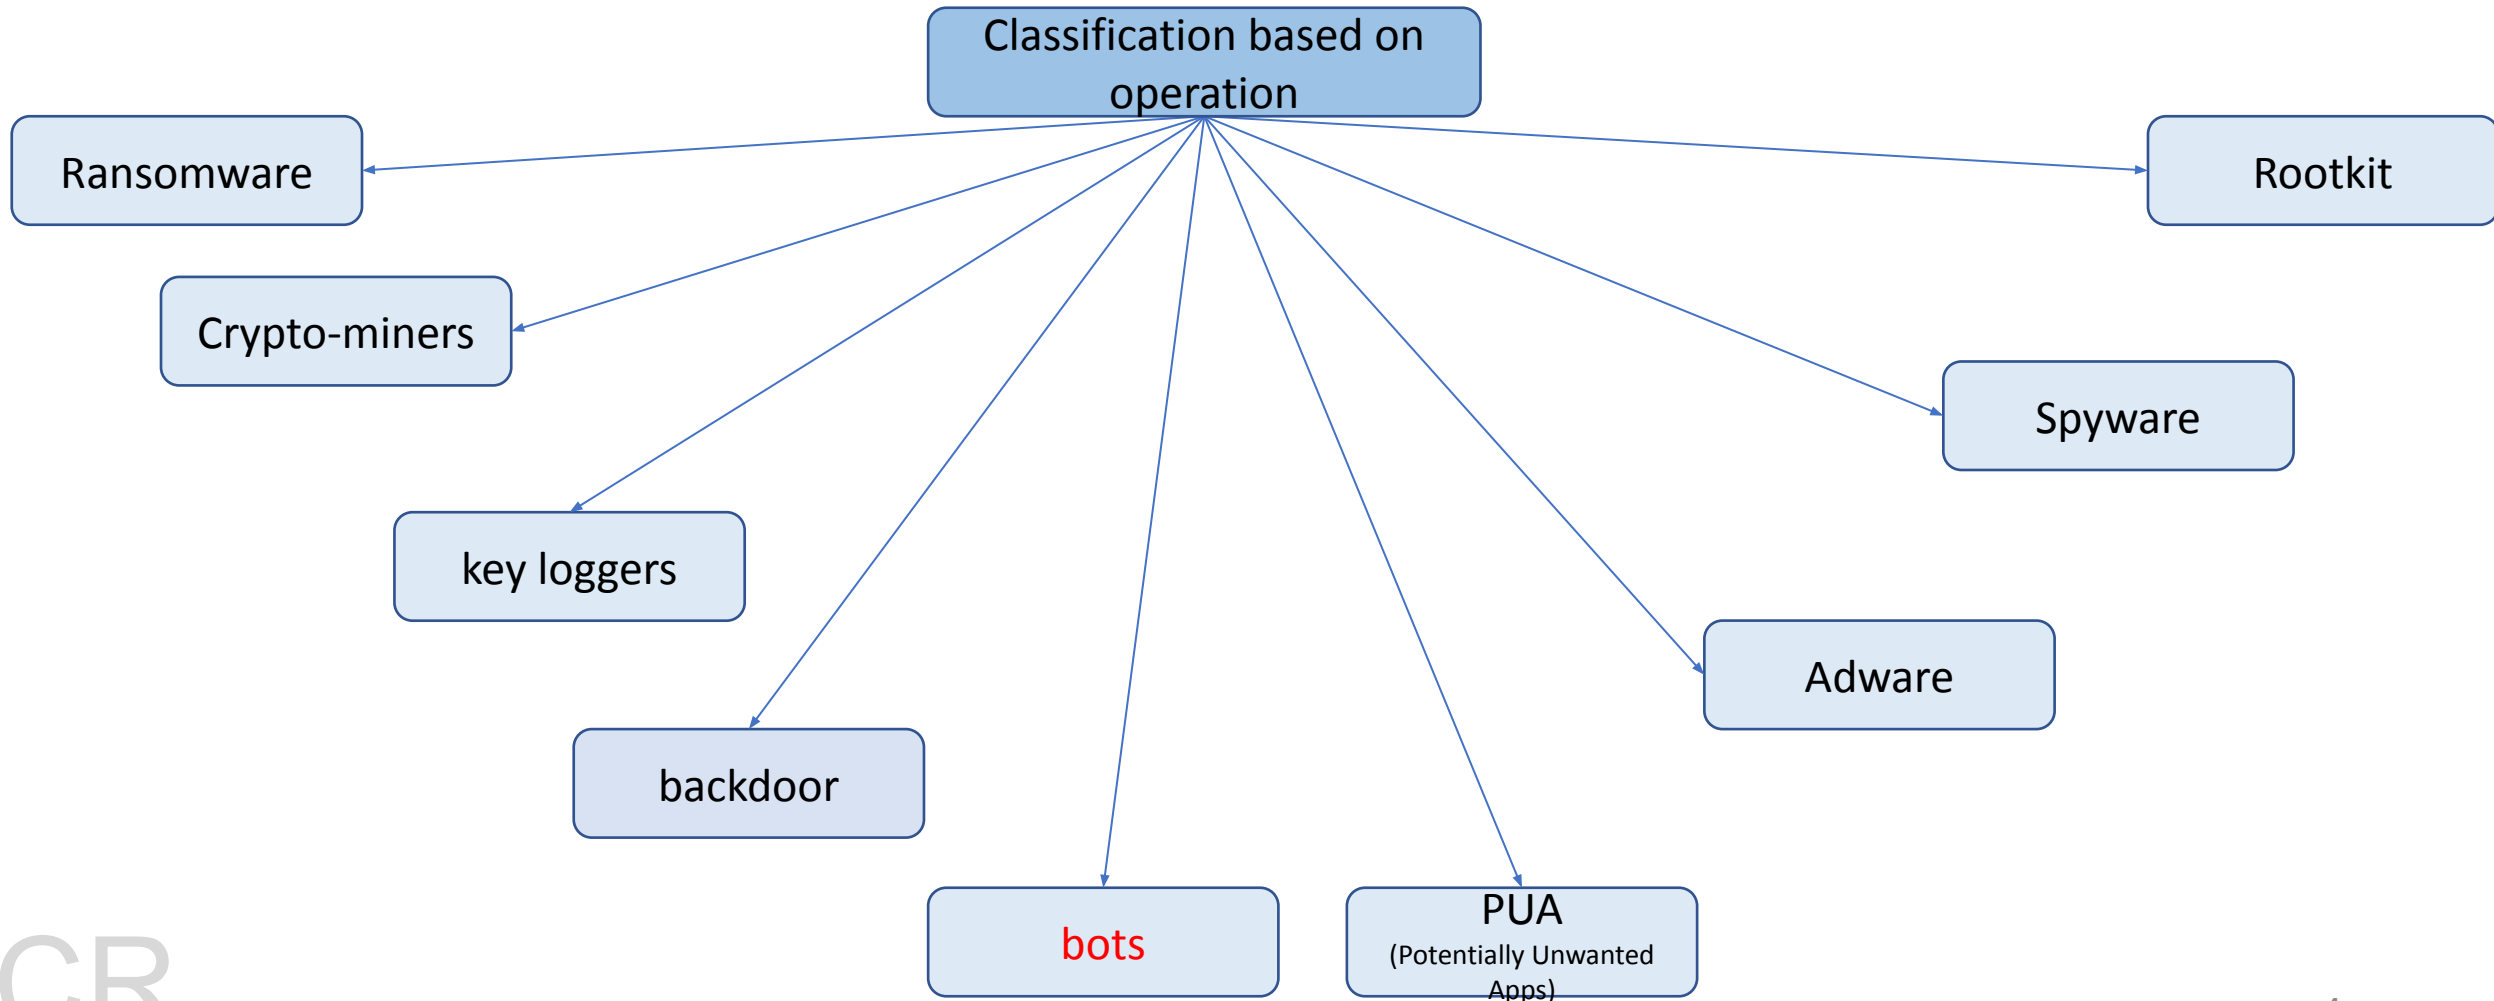 Classification based on
operation
Ransomware
Rootkit
Crypto-miners
Spyware
key loggers
Adware
backdoor
bots
PUA
(Potentially Unwanted
Apps)
CR